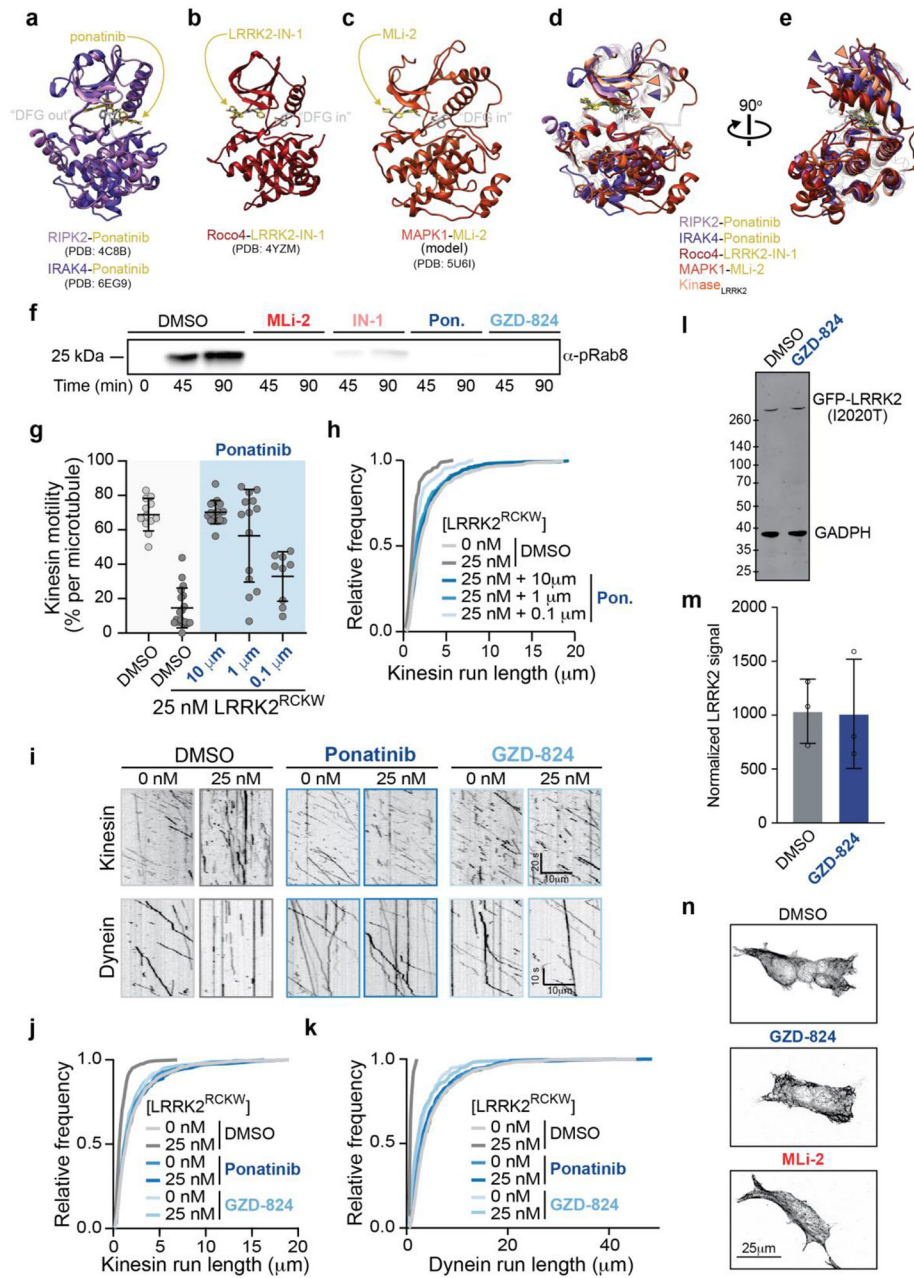 a
b
c
d
e
ponatinib
LRRK2-IN-1
MLi-2
90º
"DFG out"
"DFG in"
"DFG in"
RIPK2-Ponatinib
(PDB: 4C8B)
IRAK4-Ponatinib
(PDB: 6EG9)
Roco4-LRRK2-IN-1
(PDB: 4YZM)
MAPK1-MLi-2
(model)
(PDB: 5U6I)
RIPK2-Ponatinib
IRAK4-Ponatinib
Roco4-LRRK2-IN-1
MAPK1-MLi-2
Kinase LRRK2
f
DMSO MLi-2 IN-1 Pon. GZD-824
25 kDa
α-pRab8
Time (min) 0 45 90 45 90 45 90 45 90 45 90
g
Ponatinib
Kinesin motility
(% per microtubule)
100
80
60
40
20
0
DMSO
DMSO
10 μm
1 μm
0.1 μm
25 nM LRRK2RCKW
h
Relative frequency
1.0
0.5
0.0
[LRRK2RCKW]
0 nM
25 nM
DMSO
25 nM + 10μm
25 nM + 1 μm
25 nM + 0.1 μm
Pon.
0 5 10 15 20
Kinesin run length (μm)
i
DMSO Ponatinib GZD-824
0 nM 25 nM 0 nM 25 nM 0 nM 25 nM
Kinesin
20 s
10μm
Dynein
10 s
10μm
j
Relative frequency
1.0
0.5
0.0
[LRRK2RCKW]
0 nM
25 nM
DMSO
0 nM
25 nM
Ponatinib
0 nM
25 nM
GZD-824
0 5 10 15 20
Kinesin run length (μm)
k
Relative frequency
1.0
0.5
0.0
[LRRK2RCKW]
0 nM
25 nM
DMSO
0 nM
25 nM
Ponatinib
0 nM
25 nM
GZD-824
0 20 40
Dynein run length (μm)
l
DMSO
GZD-824
GFP-LRRK2
(I2020T)
260
140
100
70
50
40
35
25
GADPH
m
Normalized LRRK2 signal
2000
1500
1000
500
0
DMSO
GZD-824
n
DMSO
GZD-824
MLi-2
25μm